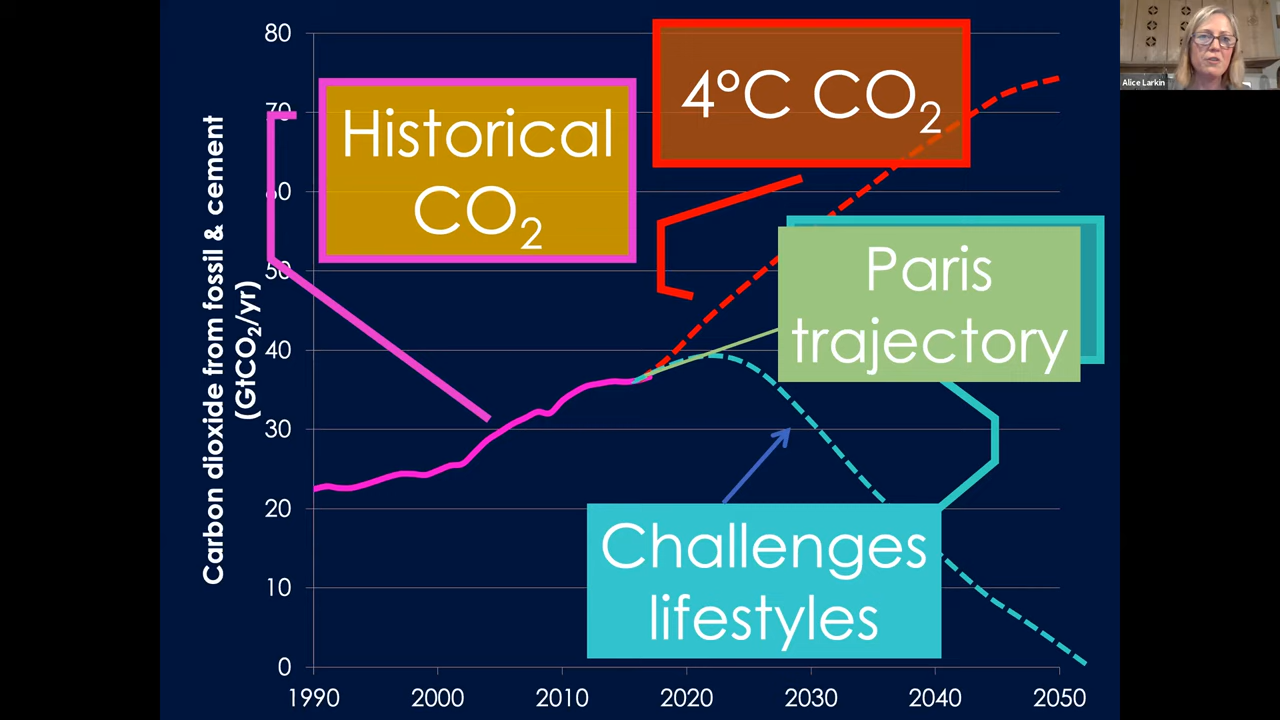 80
70
60
50
40
30
20
10
0
Carbon dioxide from fossil & cement
(GtCO₂/yr)
Historical
CO₂
4°C CO₂
Paris
trajectory
Challenges
lifestyles
1990
2000
2010
2020
2030
2040
2050
Alice Larkin